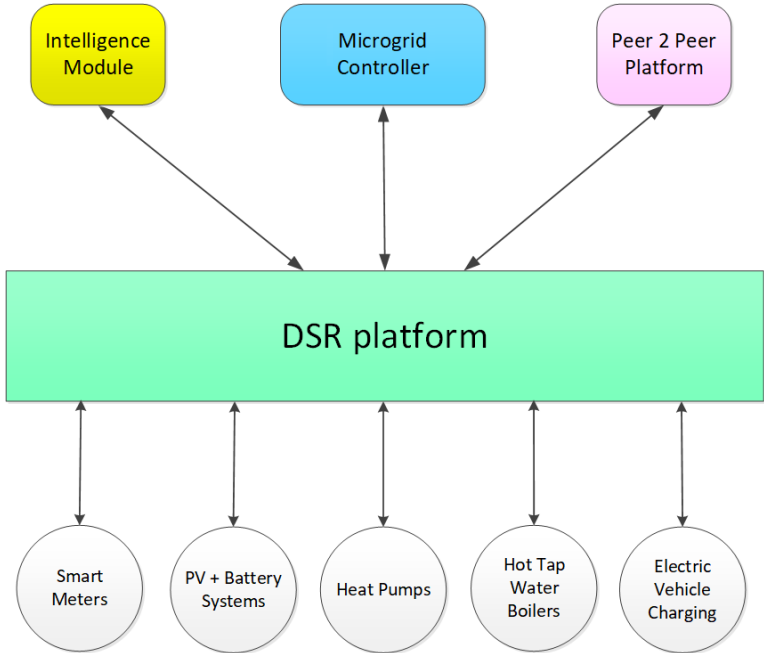 Intelligence
Module
Microgrid
Controller
Peer 2 Peer
Platform
DSR platform
Smart
Meters
PV + Battery
Systems
Heat Pumps
Hot Tap
Water
Boilers
Electric
Vehicle
Charging